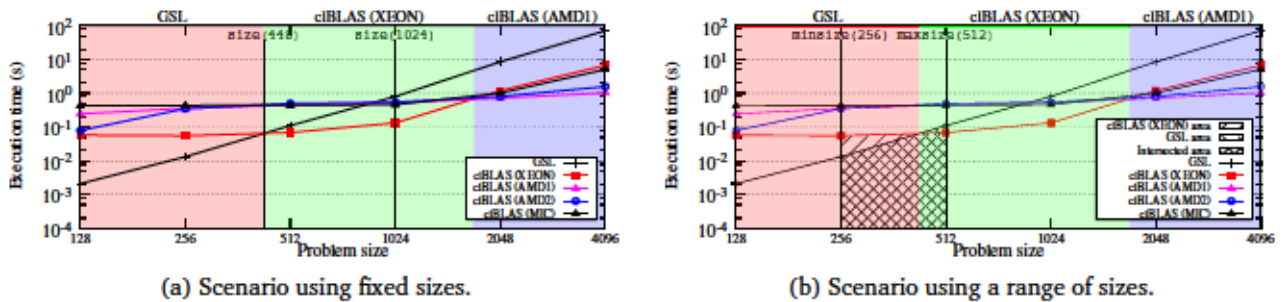 GSL clBLAS (XEON) clBLAS (AMD1)
size(448) size(1024)
10^2
10^1
10^0
10^-1
10^-2
10^-3
10^-4
Execution time (s)
GSL
clBLAS (XEON)
clBLAS (AMD1)
clBLAS (AMD2)
clBLAS (MIC)
128 256 512 1024 2048 4096
Problem size
(a) Scenario using fixed sizes.
GSL clBLAS (XEON) clBLAS (AMD1)
minsize(256) maxsize(512)
10^2
10^1
10^0
10^-1
10^-2
10^-3
10^-4
Execution time (s)
clBLAS (XEON) area
GSL area
Intersected area
GSL
clBLAS (XEON)
clBLAS (AMD1)
clBLAS (AMD2)
clBLAS (MIC)
128 256 512 1024 2048 4096
Problem size
(b) Scenario using a range of sizes.